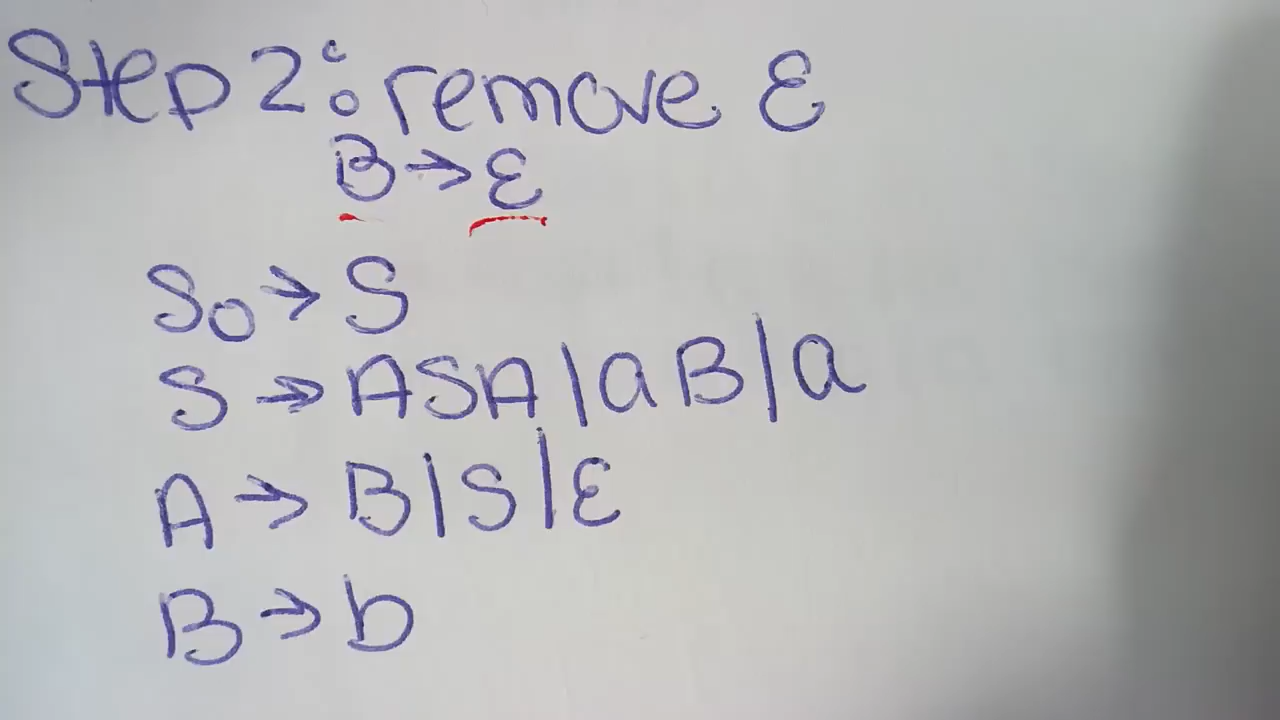 Step 2: remove ε
B → ε
S₀ → S
S → ASA | aB | a
A → B | S | ε
B → b